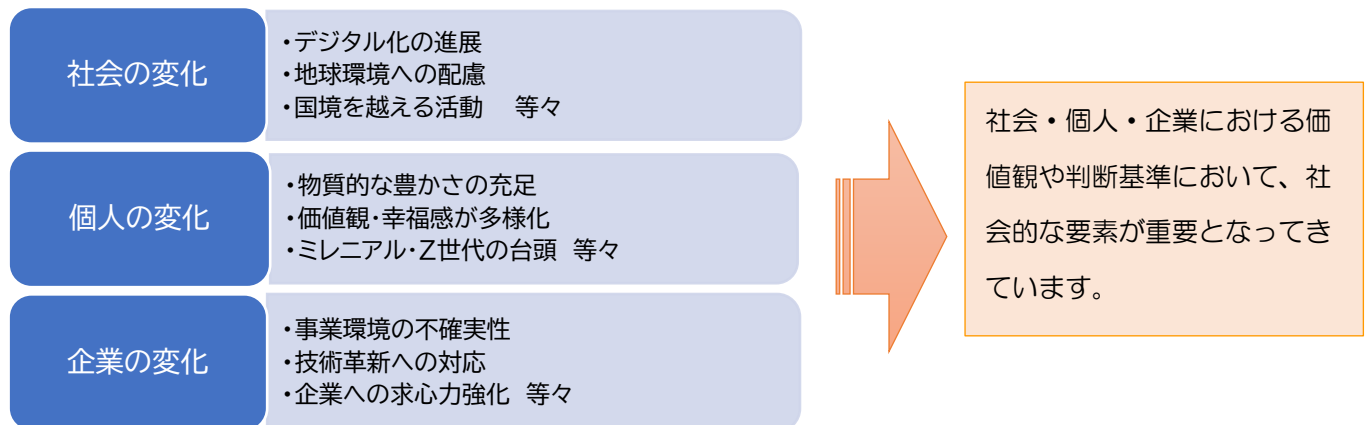 社会の変化
・デジタル化の進展
・地球環境への配慮
・国境を越える活動　等々
個人の変化
・物質的な豊かさの充足
・価値観・幸福感が多様化
・ミレニアル・Z世代の台頭　等々
企業の変化
・事業環境の不確実性
・技術革新への対応
・企業への求心力強化　等々
社会・個人・企業における価
値観や判断基準において、社
会的な要素が重要となってき
ています。